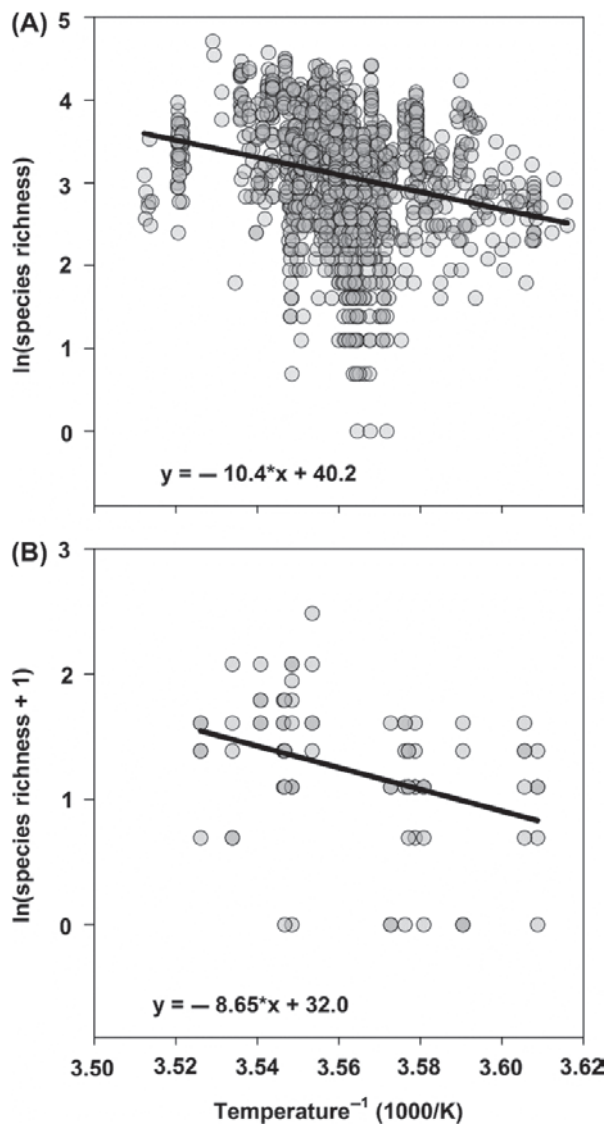 (A)
5
4
3
2
1
0
ln(species richness)
y = – 10.4*x + 40.2
(B)
3
2
1
0
ln(species richness + 1)
y = – 8.65*x + 32.0
3.50 3.52 3.54 3.56 3.58 3.60 3.62
Temperature⁻¹ (1000/K)